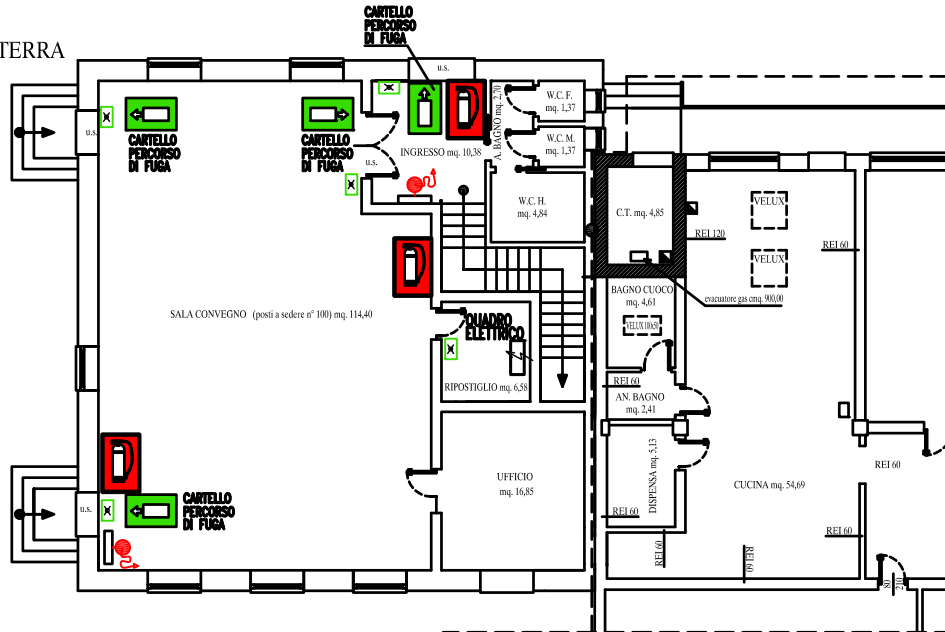 TERRA
CARTELLO
PERCORSO
DI FUGA
u.s.
u.s.
CARTELLO
PERCORSO
DI FUGA
CARTELLO
PERCORSO
DI FUGA
u.s.
INGRESSO mq. 10,38
A. BAGNO mq. 2,70
W.C. F.
mq. 1,37
W.C. M.
mq. 1,37
W.C. H.
mq. 4,84
C.T. mq. 4,85
REI 120
VELUX
VELUX
REI 60
evacuatore gas cmq. 900,00
BAGNO CUOCO
mq. 4,61
VELUX 100x50
SALA CONVEGNO (posti a sedere n° 100) mq. 114,40
QUADRO
ELETTRICO
RIPOSTIGLIO mq. 6,58
REI 60
AN. BAGNO
mq. 2,41
UFFICIO
mq. 16,85
DISPENSA mq. 5,13
CUCINA mq. 54,69
REI 60
CARTELLO
PERCORSO
DI FUGA
u.s.
REI 60
REI 60
REI 60
REI 60
80
210